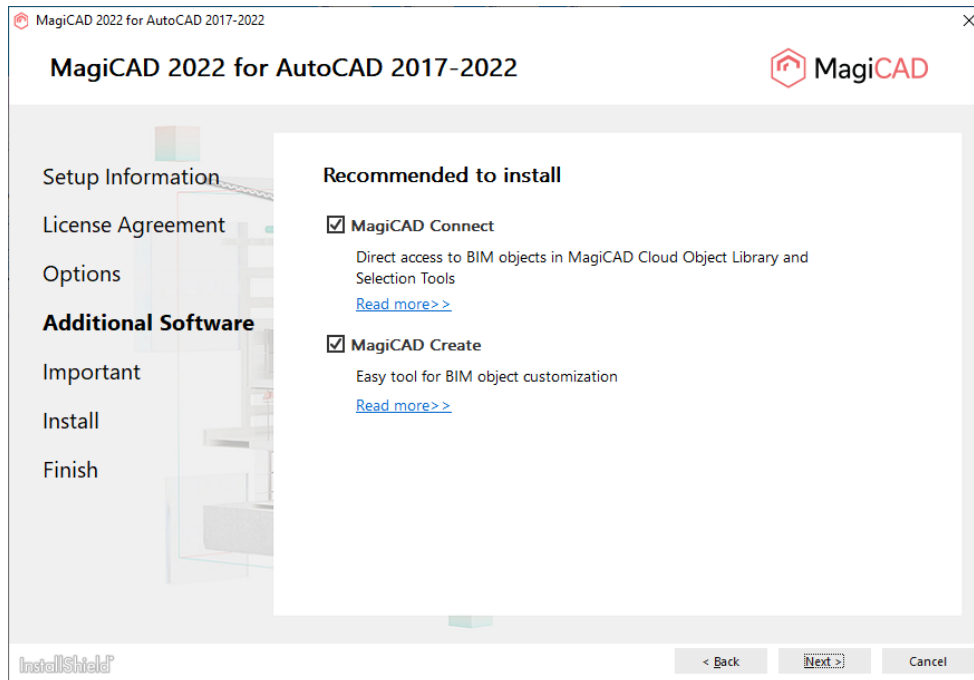 MagiCAD 2022 for AutoCAD 2017-2022
MagiCAD 2022 for AutoCAD 2017-2022
MagiCAD
Setup Information
License Agreement
Options
Additional Software
Important
Install
Finish
Recommended to install
MagiCAD Connect
Direct access to BIM objects in MagiCAD Cloud Object Library and
Selection Tools
Read more>>
MagiCAD Create
Easy tool for BIM object customization
Read more>>
InstallShield
< Back
Next >
Cancel